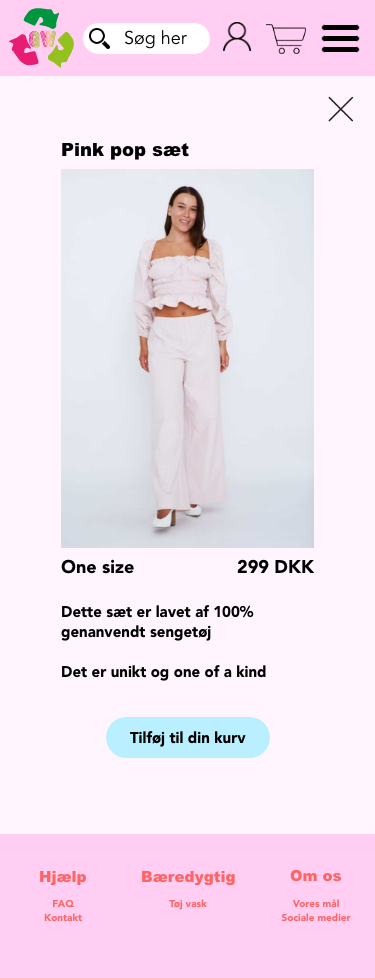 Søg her
Pink pop sæt
One size 299 DKK
Dette sæt er lavet af 100%
genanvendt sengetøj
Det er unikt og one of a kind
Tilføj til din kurv
Hjælp Bæredygtig Om os
FAQ Tøj vask Vores mål
Kontakt Sociale medier